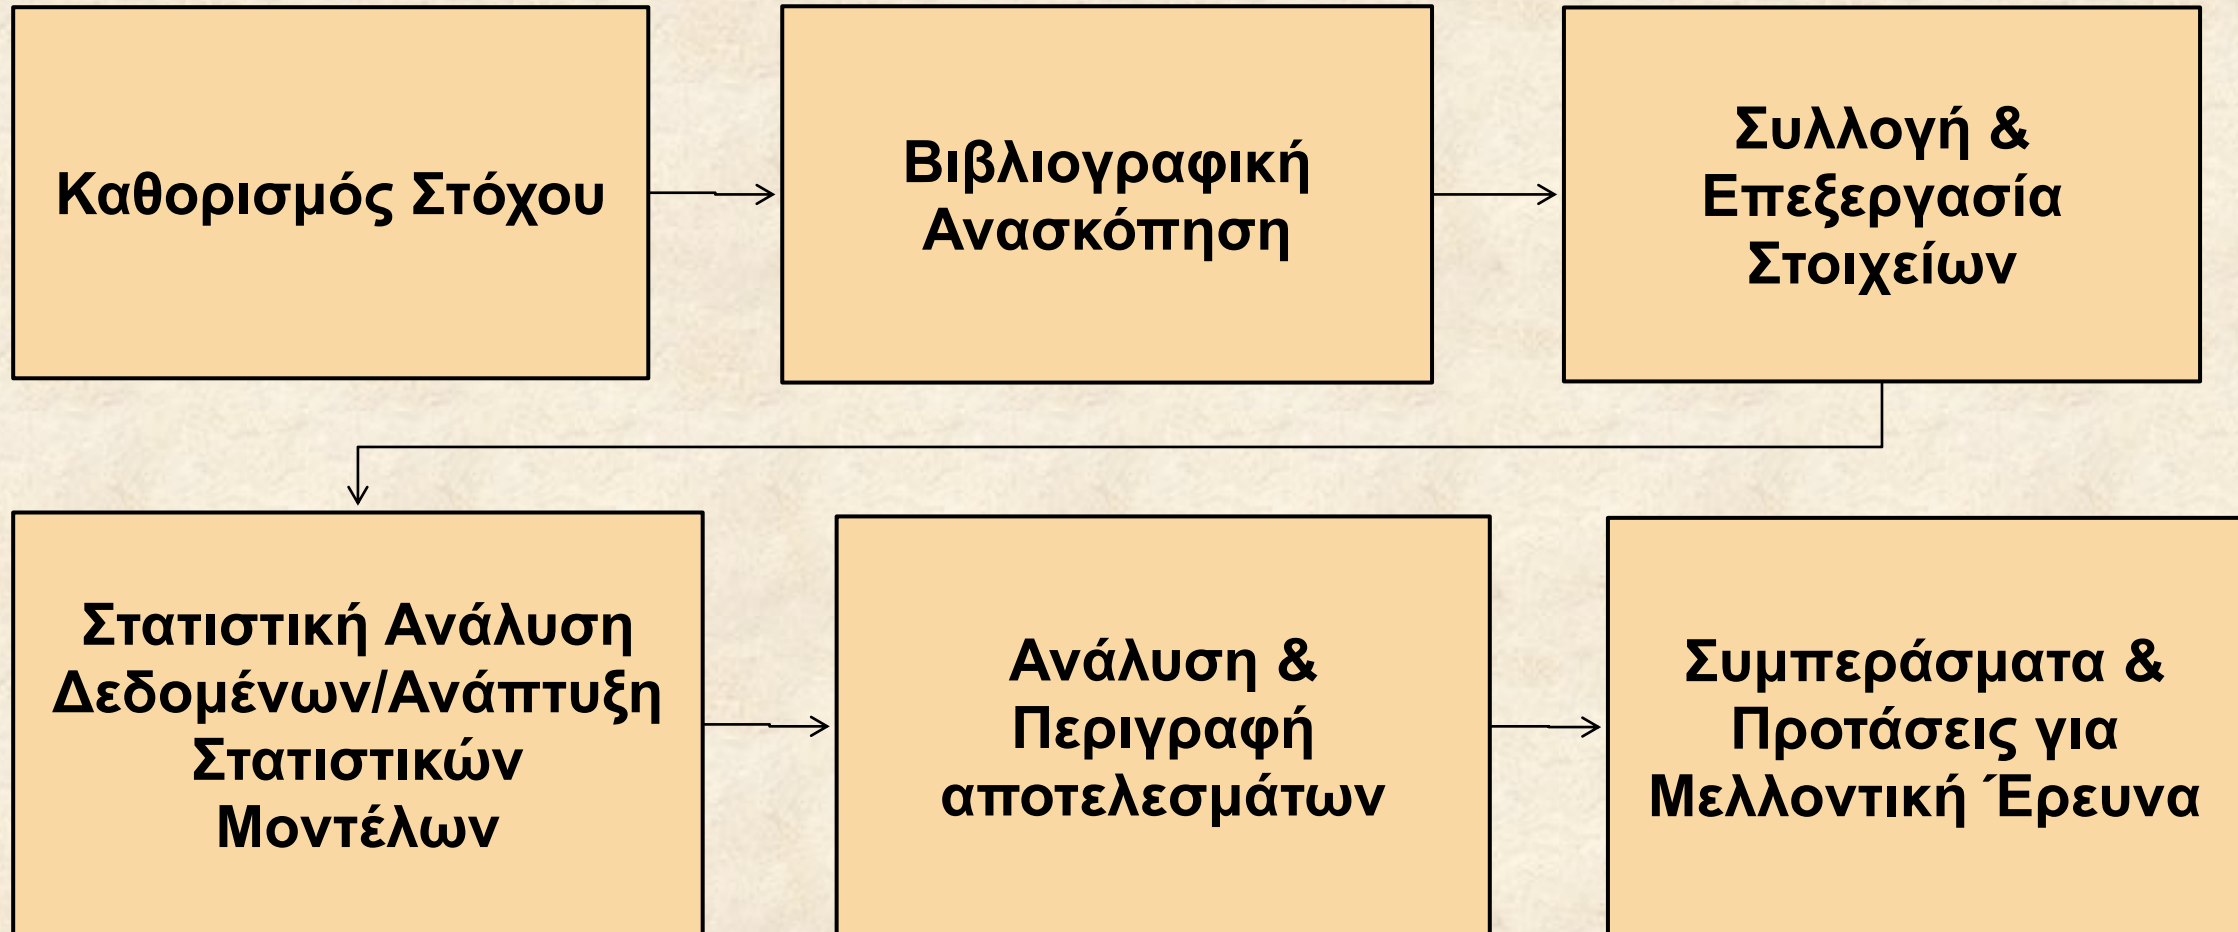 Καθορισμός Στόχου
Βιβλιογραφική
Ανασκόπηση
Συλλογή &
Επεξεργασία
Στοιχείων
Στατιστική Ανάλυση
Δεδομένων/Ανάπτυξη
Στατιστικών
Μοντέλων
Ανάλυση &
Περιγραφή
αποτελεσμάτων
Συμπεράσματα &
Προτάσεις για
Μελλοντική Έρευνα